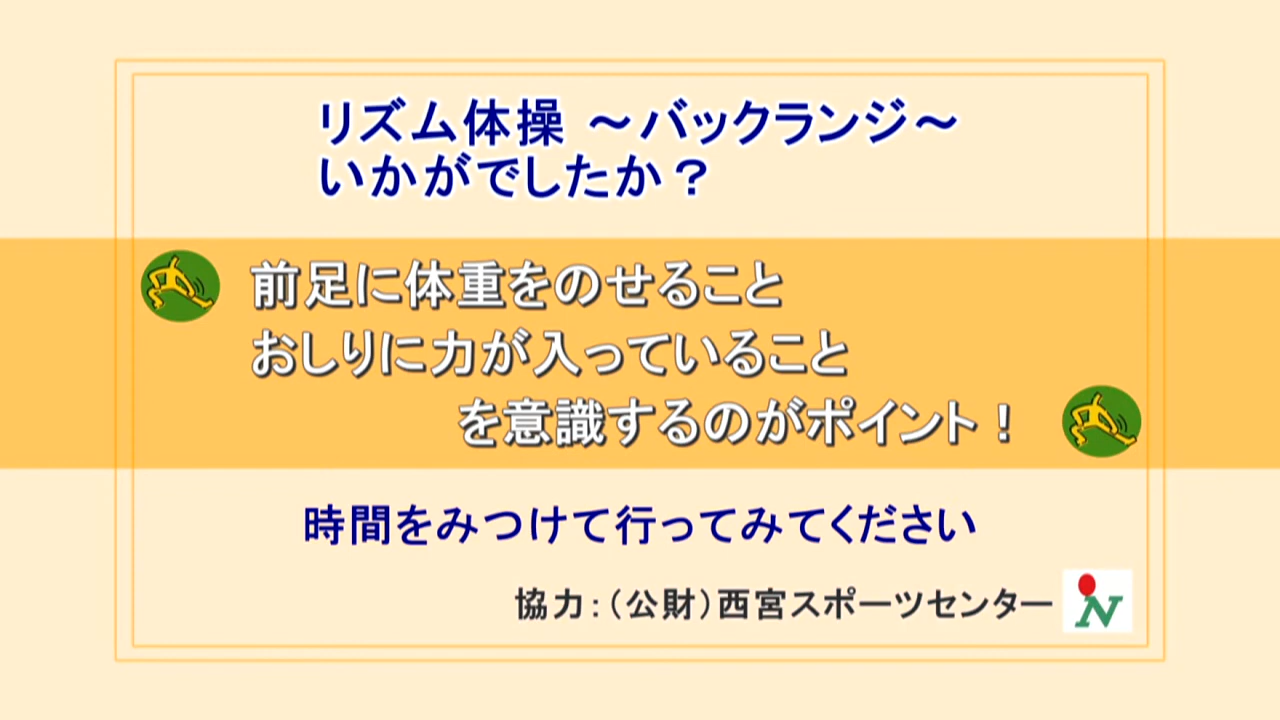 リズム体操 ～バックランジ～
いかがでしたか？
前足に体重をのせること
おしりに力が入っていること
を意識するのがポイント！
時間をみつけて行ってみてください
協力：（公財）西宮スポーツセンター
N